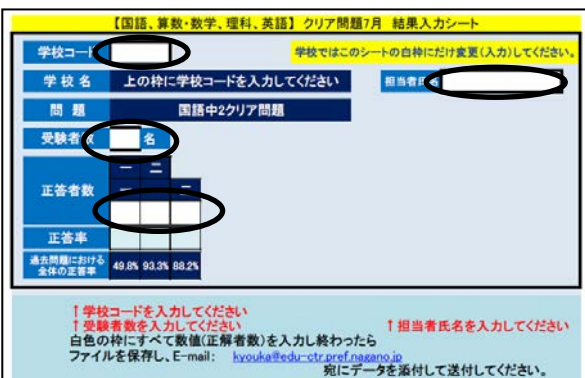 【国語、算数・数学、理科、英語】 クリア問題7月 結果入力シート
学校コード
学校ではこのシートの白枠にだけ変更(入力)してください。
学校名 上の枠に学校コードを入力してください
担当者氏名
問題 国語中2クリア問題
受験者数 名
一 二
正答者数
一 二
正答率
過去問題における
全体の正答率
49.8% 93.3% 88.2%
↑学校コードを入力してください
↑受験者数を入力してください
↑担当者氏名を入力してください
白色の枠にすべて数値(正解者数)を入力し終わったら
ファイルを保存し、E-mail: kyouka@edu-ctr.pref.nagano.jp
宛にデータを添付して送付してください。